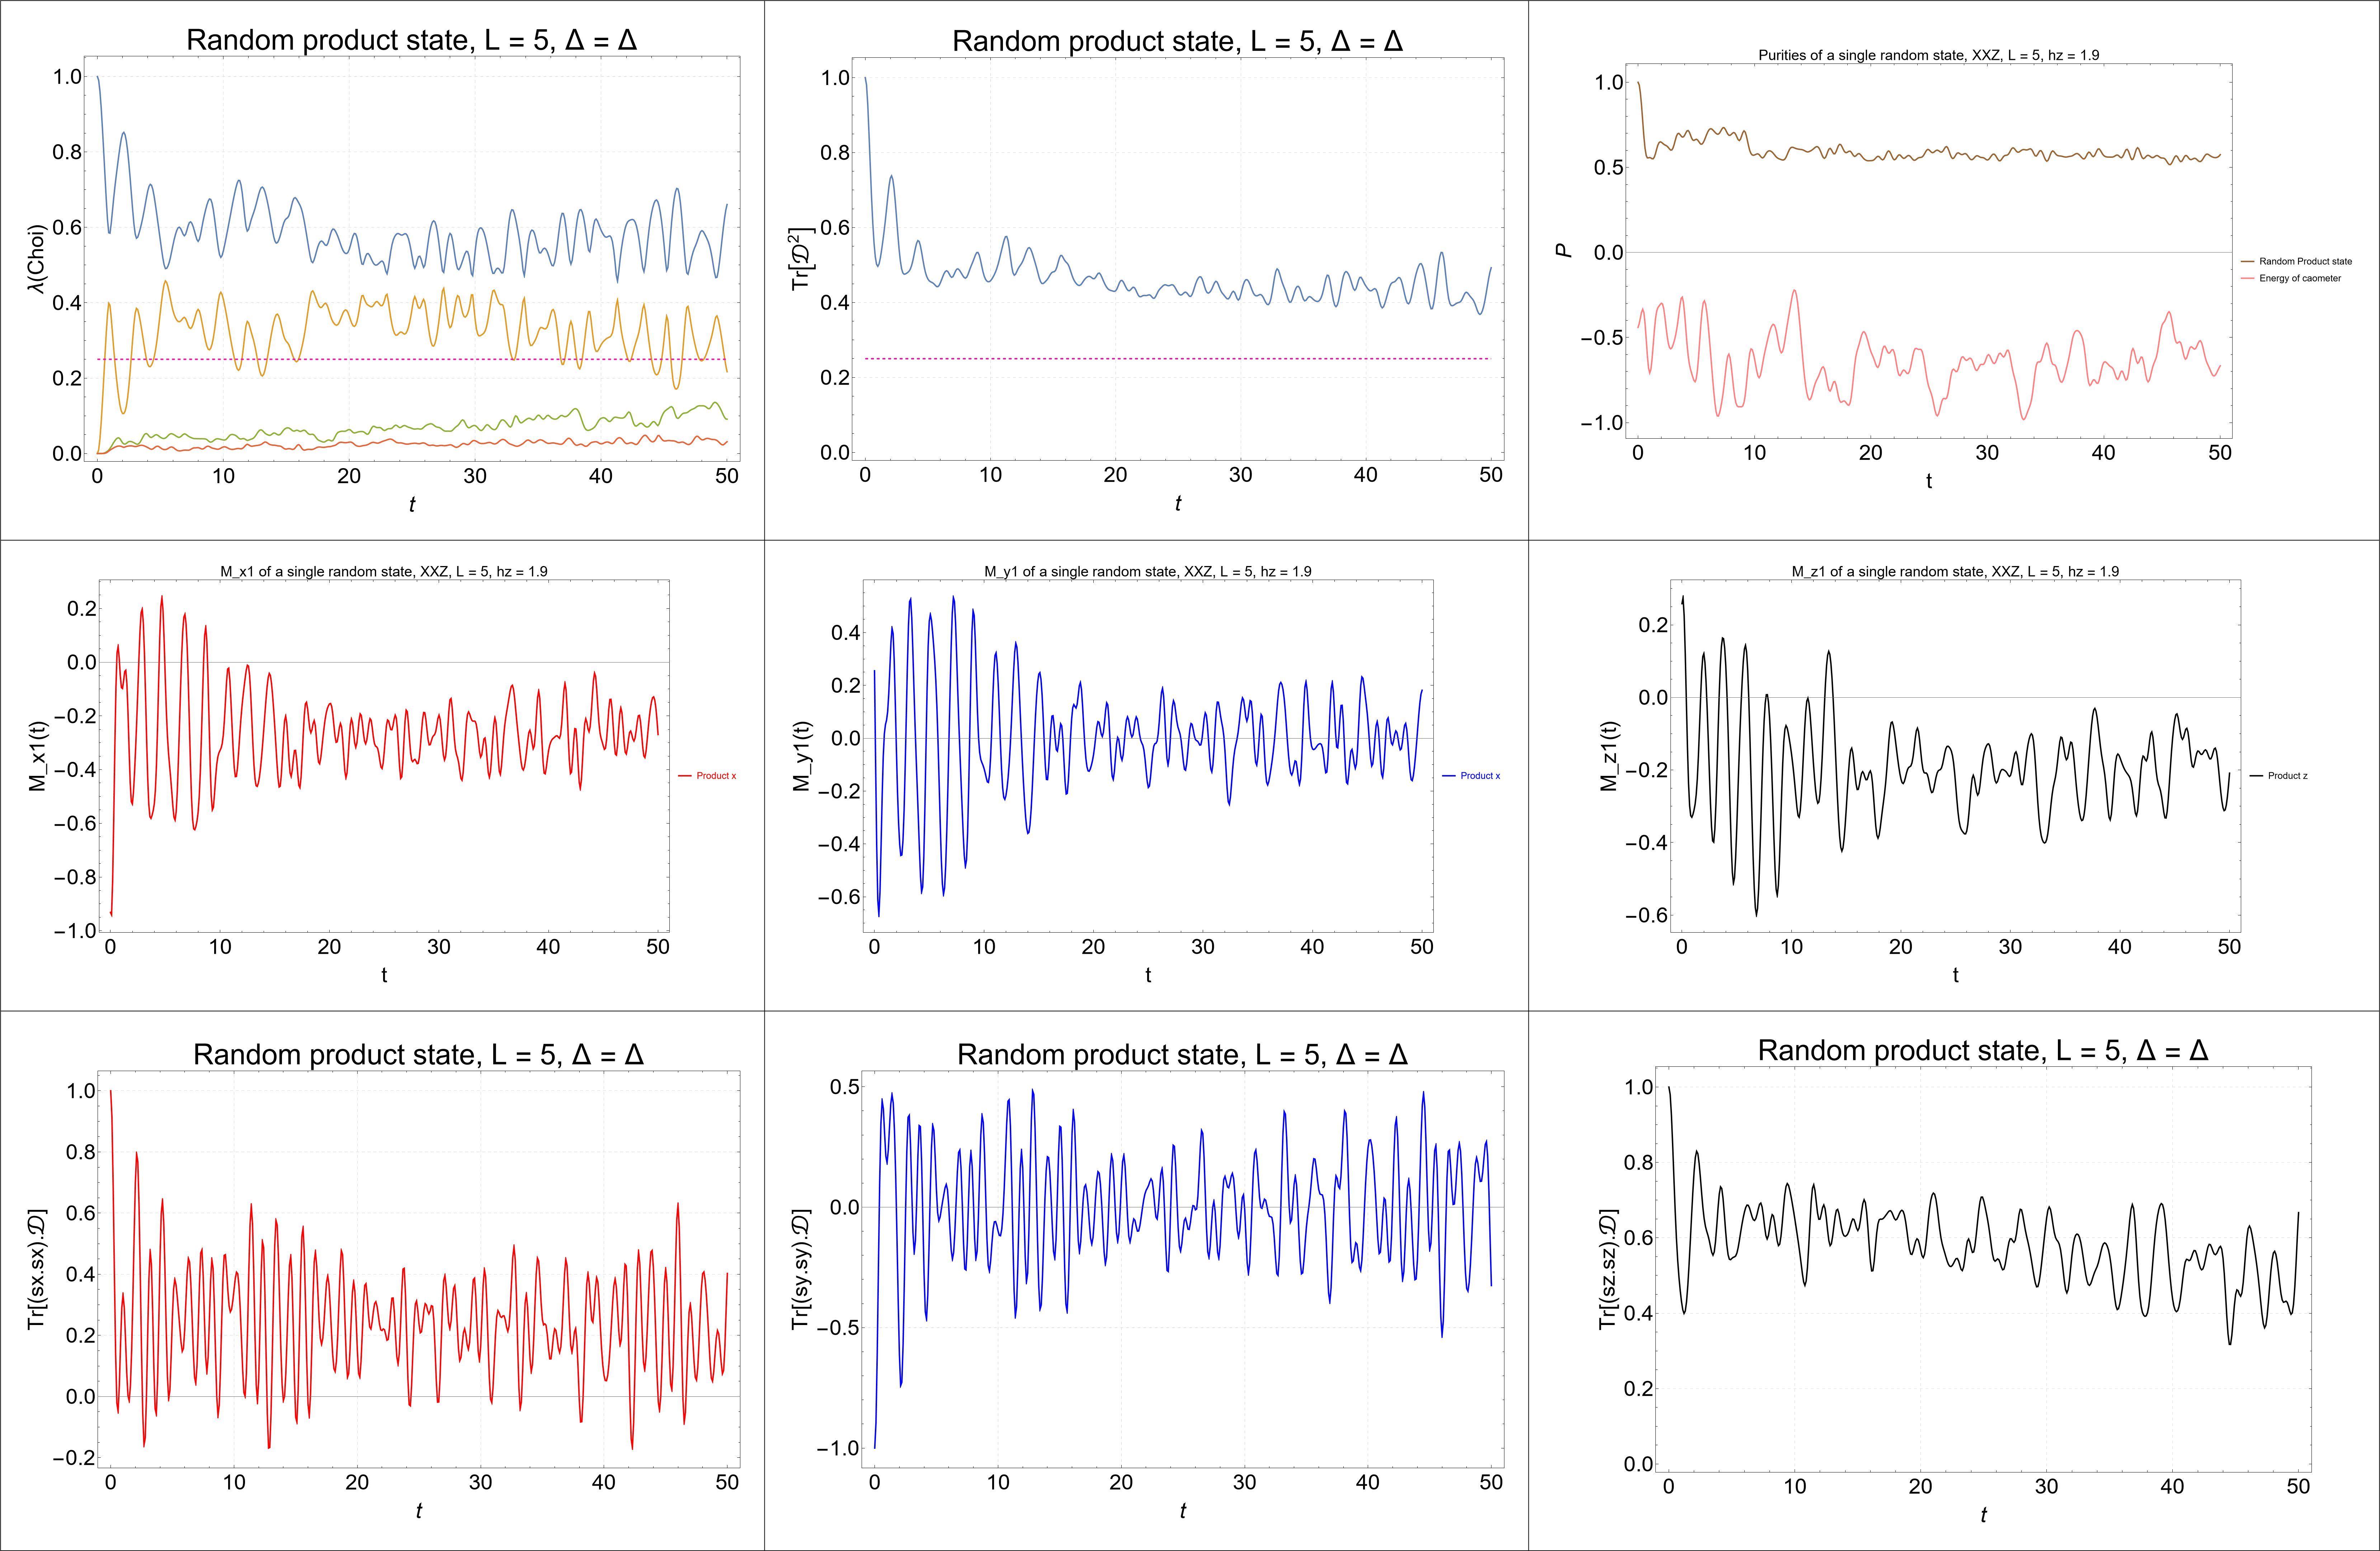 Random product state, L = 5, Δ = Δ
λ(Choi)
1.0
0.8
0.6
0.4
0.2
0.0
0 10 20 30 40 50
t
Random product state, L = 5, Δ = Δ
Tr[𝒟²]
1.0
0.8
0.6
0.4
0.2
0.0
0 10 20 30 40 50
t
Purities of a single random state, XXZ, L = 5, hz = 1.9
P
1.0
0.5
0.0
−0.5
−1.0
0 10 20 30 40 50
t
Random Product state
Energy of caometer
M_x1 of a single random state, XXZ, L = 5, hz = 1.9
M_x1(t)
0.2
0.0
−0.2
−0.4
−0.6
−0.8
−1.0
0 10 20 30 40 50
t
Product x
M_y1 of a single random state, XXZ, L = 5, hz = 1.9
M_y1(t)
0.4
0.2
0.0
−0.2
−0.4
−0.6
0 10 20 30 40 50
t
Product x
M_z1 of a single random state, XXZ, L = 5, hz = 1.9
M_z1(t)
0.2
0.0
−0.2
−0.4
−0.6
0 10 20 30 40 50
t
Product z
Random product state, L = 5, Δ = Δ
Tr[(sx.sx).𝒟]
1.0
0.8
0.6
0.4
0.2
0.0
−0.2
0 10 20 30 40 50
t
Random product state, L = 5, Δ = Δ
Tr[(sy.sy).𝒟]
0.5
0.0
−0.5
−1.0
0 10 20 30 40 50
t
Random product state, L = 5, Δ = Δ
Tr[(sz.sz).𝒟]
1.0
0.8
0.6
0.4
0.2
0.0
0 10 20 30 40 50
t